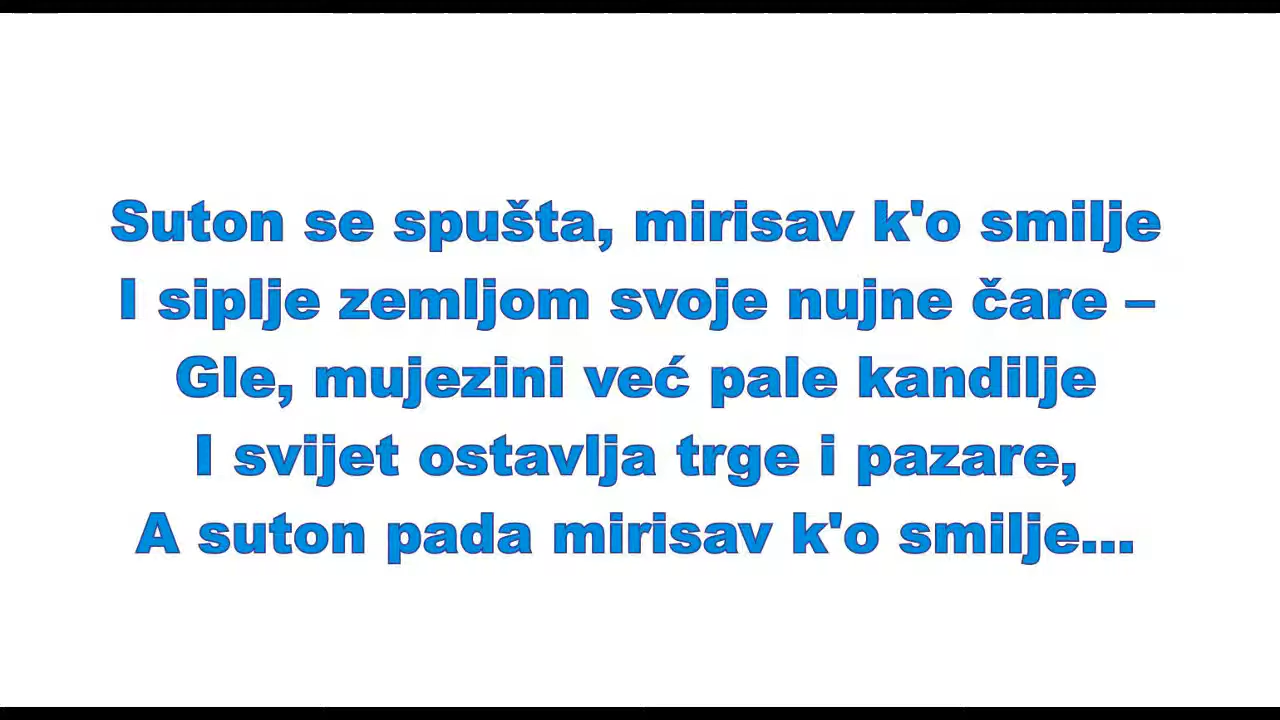 Suton se spušta, mirisav k'o smilje
I siplje zemljom svoje nujne čare –
Gle, mujezini već pale kandilje
I svijet ostavlja trge i pazare,
A suton pada mirisav k'o smilje...